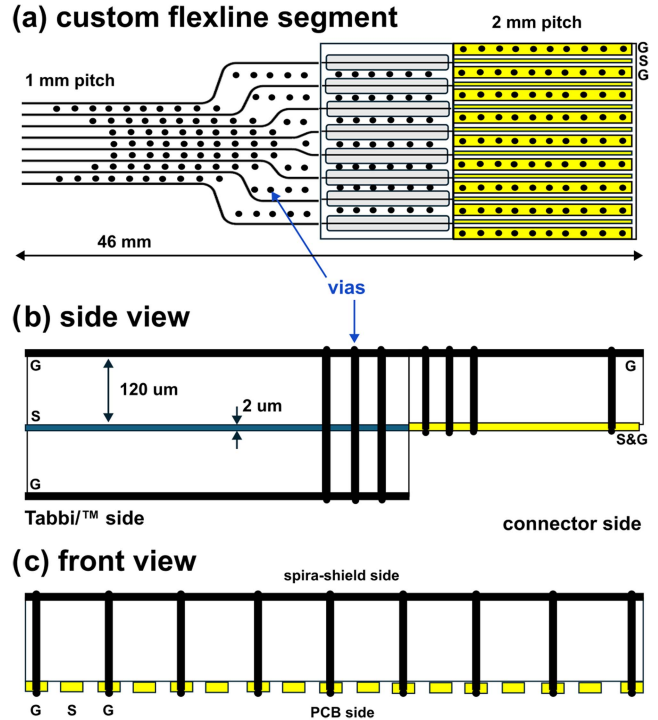 (a) custom flexline segment
2 mm pitch
G
S
G
1 mm pitch
46 mm
vias
(b) side view
G
G
120 um
S
2 um
S&G
G
Tabbi/™ side
connector side
(c) front view
spira-shield side
G S G
PCB side